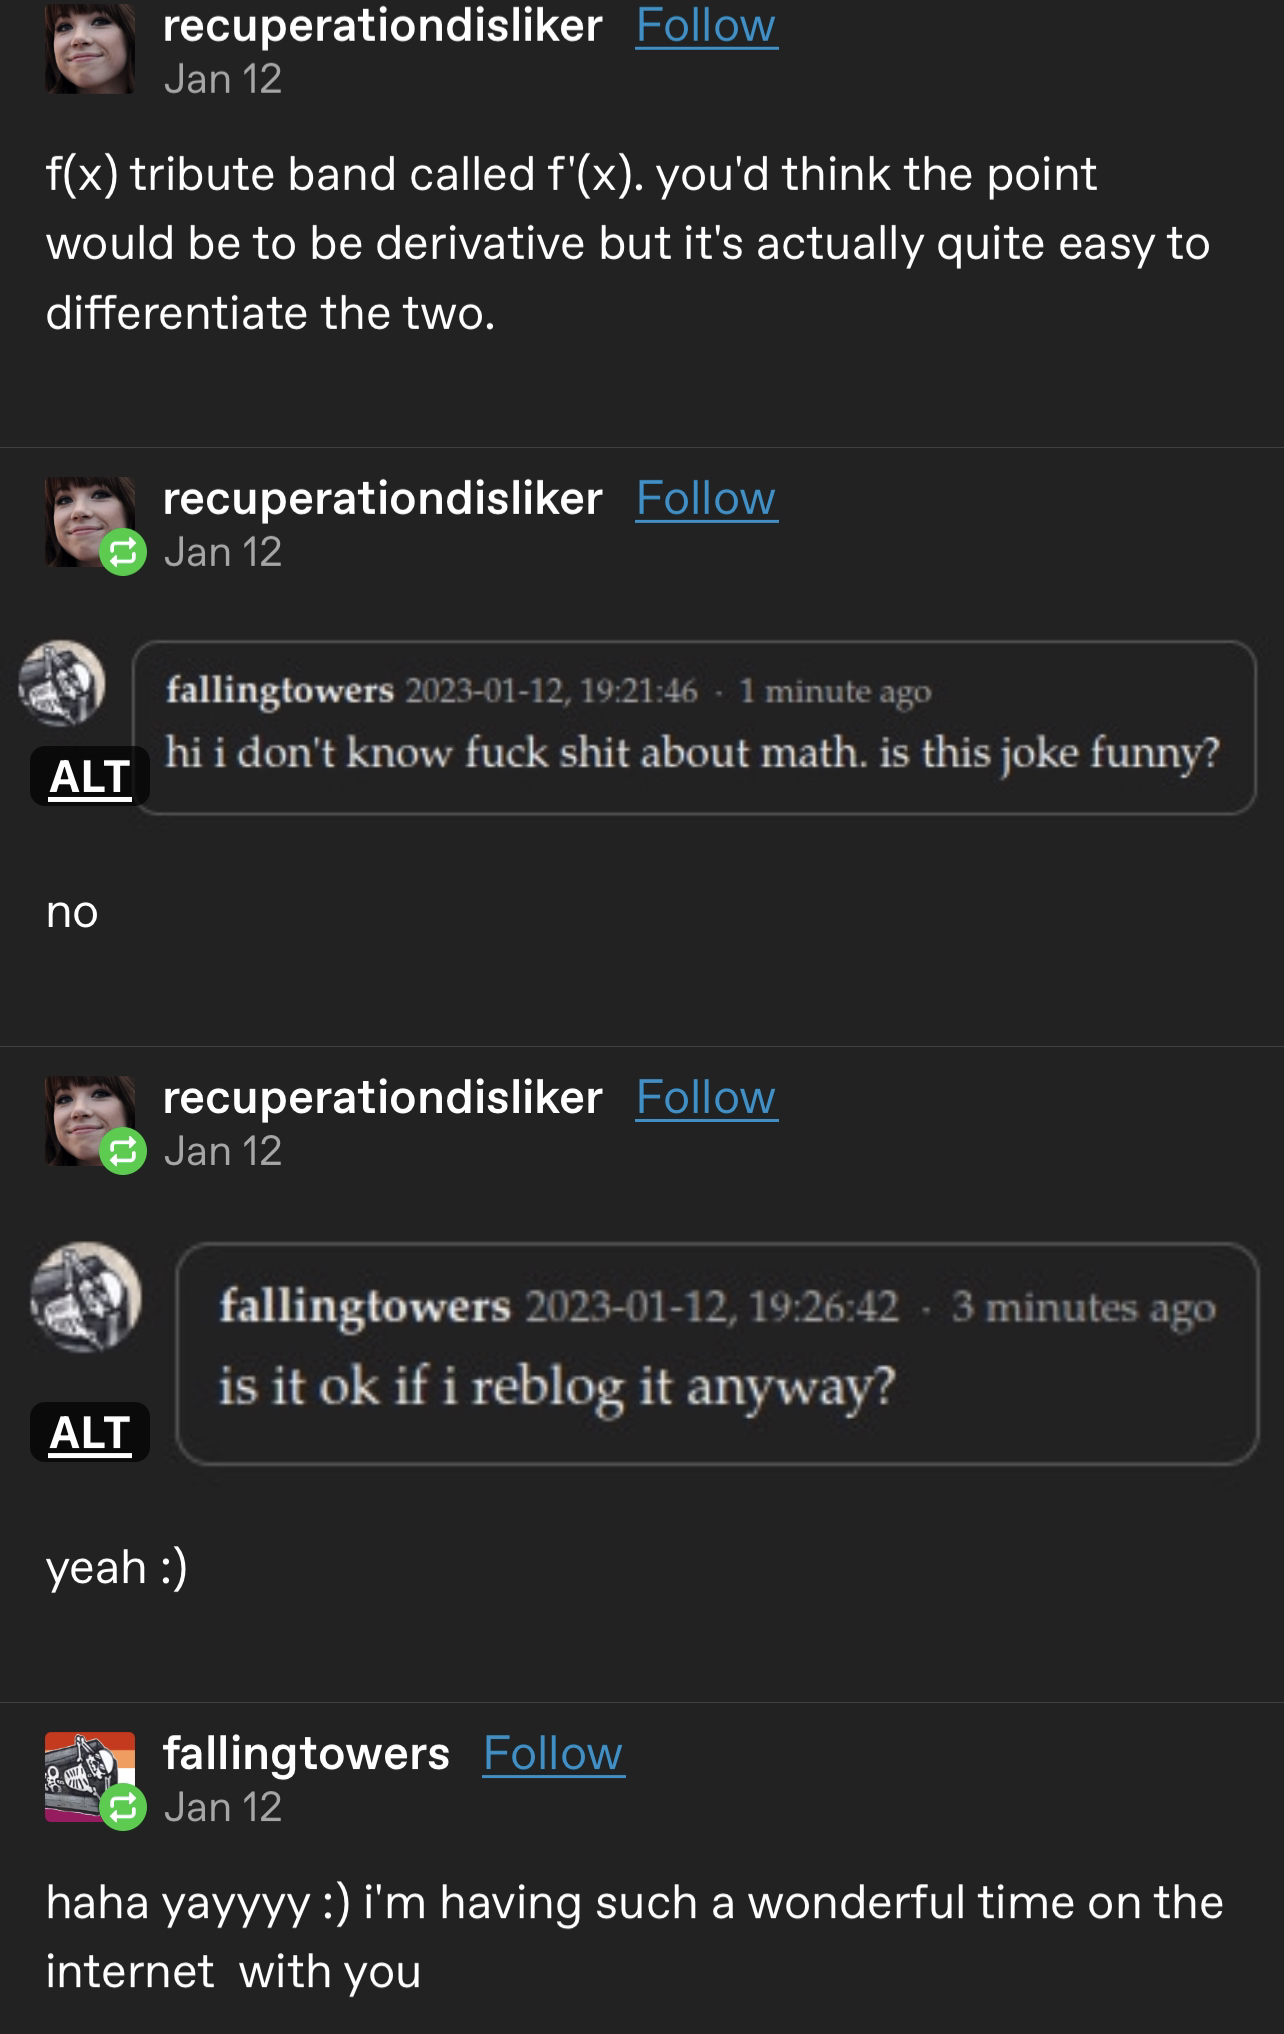 recuperationdisliker Follow
Jan 12
f(x) tribute band called f'(x). you'd think the point
would be to be derivative but it's actually quite easy to
differentiate the two.
recuperationdisliker Follow
Jan 12
fallingtowers 2023-01-12, 19:21:46 · 1 minute ago
hi i don't know fuck shit about math. is this joke funny?
ALT
no
recuperationdisliker Follow
Jan 12
fallingtowers 2023-01-12, 19:26:42 · 3 minutes ago
is it ok if i reblog it anyway?
ALT
yeah :)
fallingtowers Follow
Jan 12
haha yayyyy :) i'm having such a wonderful time on the
internet  with you